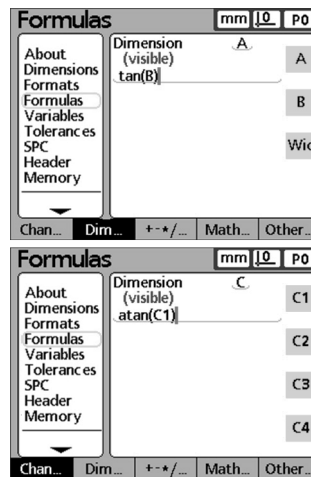 Formulas mm P0
About
Dimensions
Formats
Formulas
Variables
Tolerances
SPC
Header
Memory
Dimension A
(visible)
tan(B)
A
B
Wid
Chan... Dim... +-*/... Math... Other...
Formulas mm P0
About
Dimensions
Formats
Formulas
Variables
Tolerances
SPC
Header
Memory
Dimension C
(visible)
atan(C1)
C1
C2
C3
C4
Chan... Dim... +-*/... Math... Other...